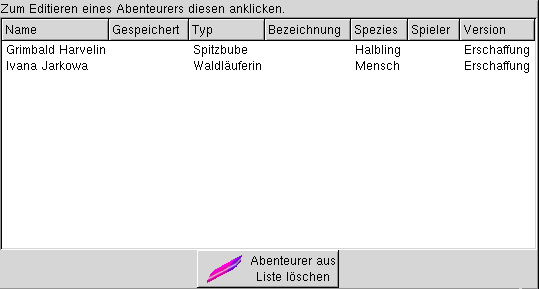 Zum Editieren eines Abenteurers diesen anklicken.
Name Gespeichert Typ Bezeichnung Spezies Spieler Version
Grimbald Harvelin Spitzbube Halbling Erschaffung
Ivana Jarkowa Waldläuferin Mensch Erschaffung
Abenteurer aus
Liste löschen